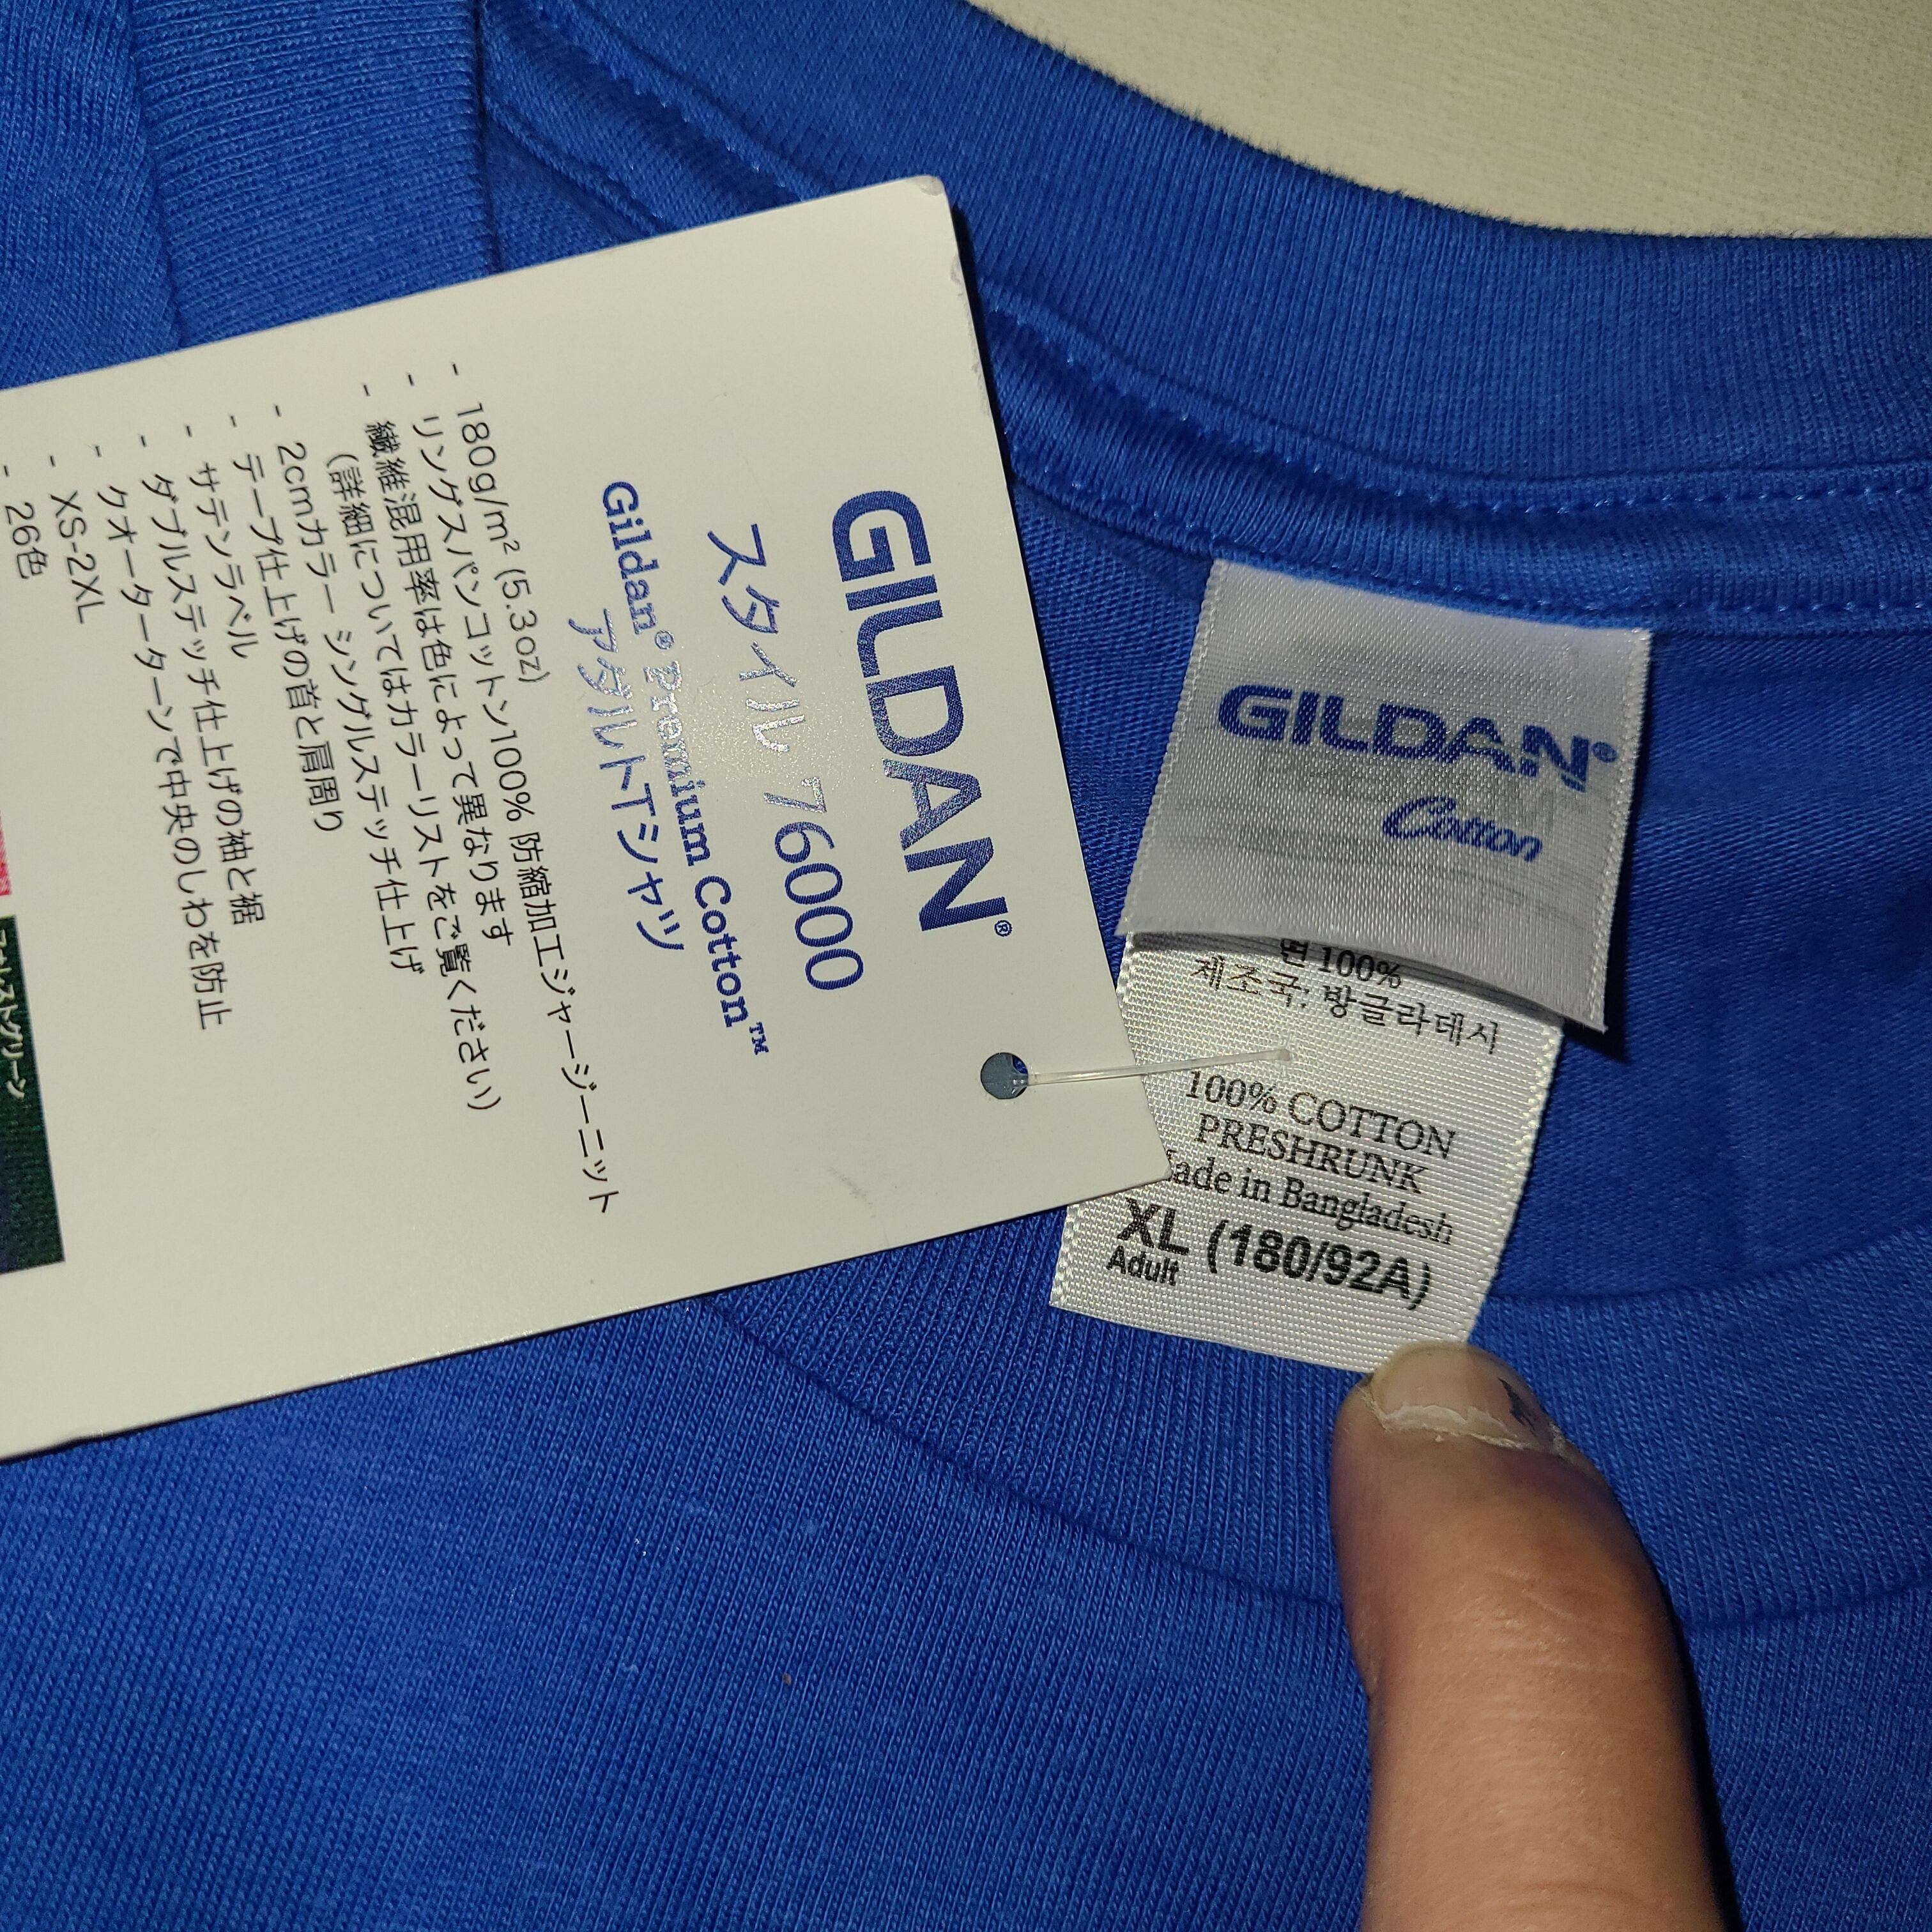 GILDAN®
スタイル 76000
Gildan® Premium Cotton™
アダルトTシャツ
- 180g/m² (5.3oz)
- リングスパンコットン100% 防縮加工ジャージーニット
- 繊維混用率は色によって異なります
(詳細についてはカラーリストをご覧ください)
- 2cmカラー シングルステッチ仕上げ
- テープ仕上げの首と肩周り
- サテンラベル
- ダブルステッチ仕上げの袖と裾
- クオーターターンで中央のしわを防止
- XS-2XL
- 26色
GILDAN®
Cotton
면 100%
제조국: 방글라데시
100% COTTON
PRESHRUNK
in Bangladesh
XL (180/92A)
Adult